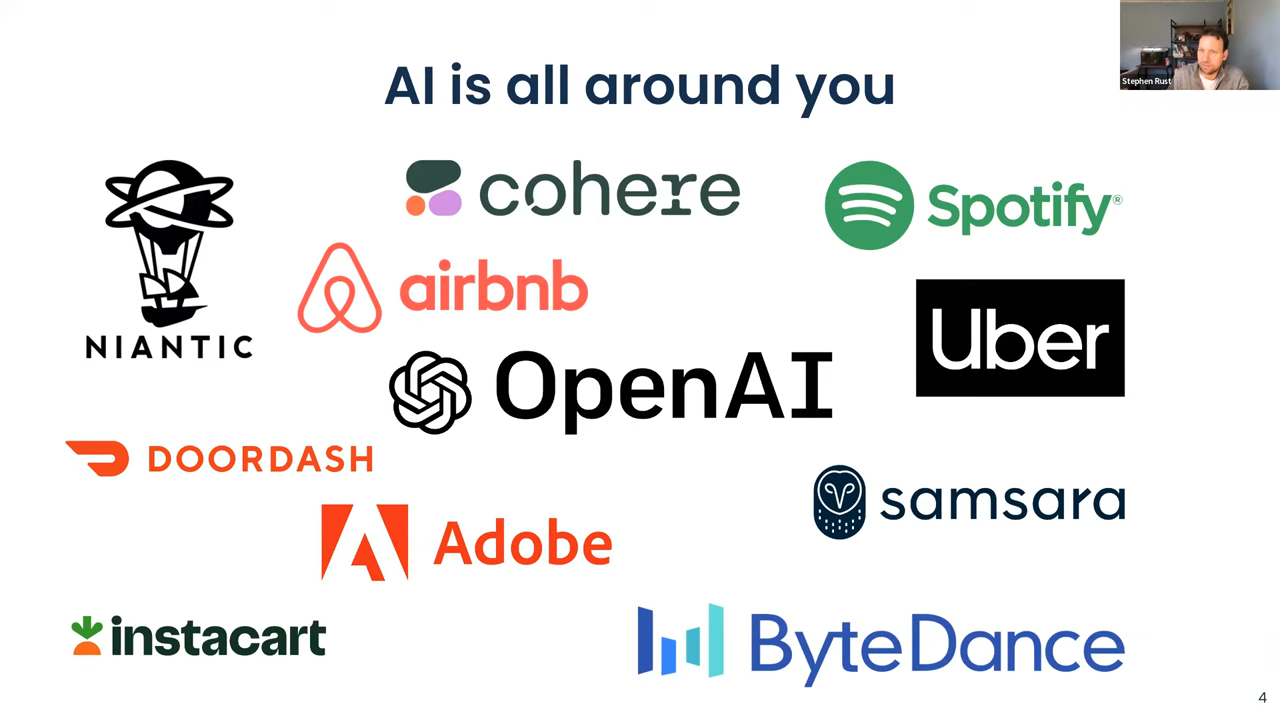 AI is all around you
Stephen Rust
cohere
Spotify®
NIANTIC
airbnb
Uber
OpenAI
DOORDASH
samsara
Adobe
instacart
ByteDance
4